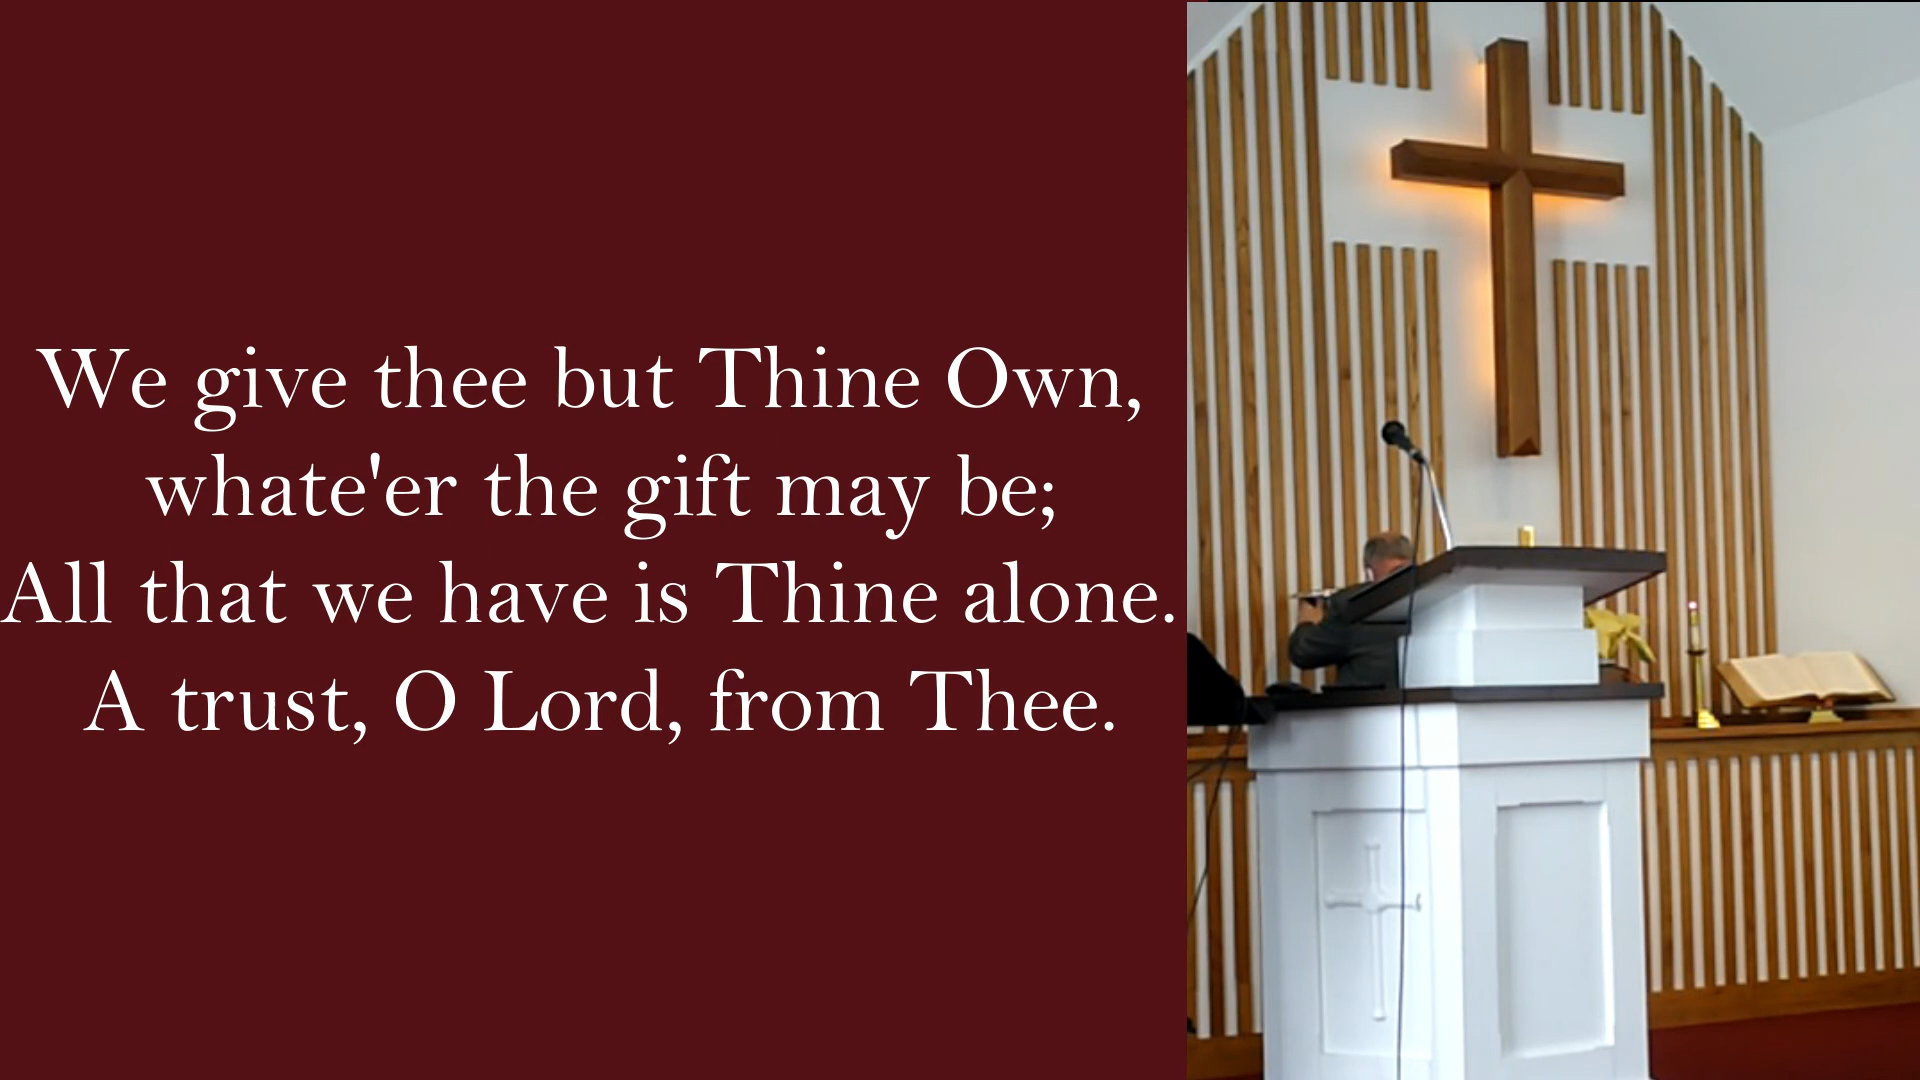 We give thee but Thine Own,
whate'er the gift may be;
All that we have is Thine alone.
A trust, O Lord, from Thee.